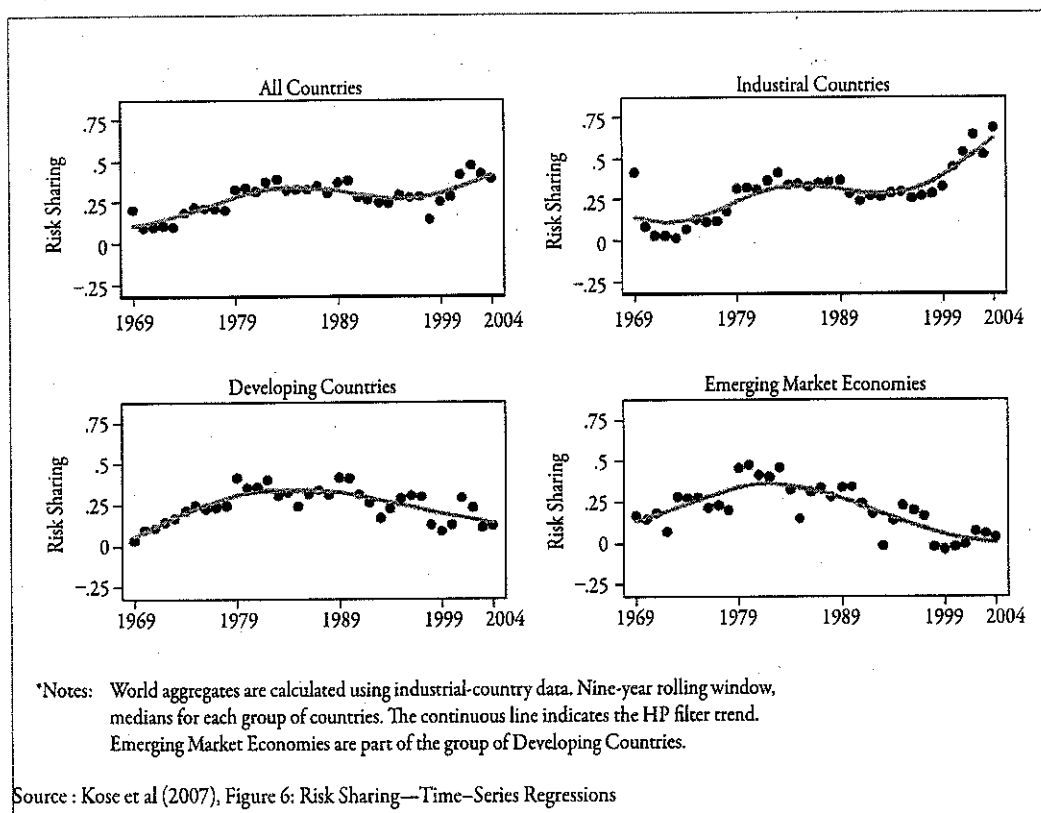 All Countries
Risk Sharing
.75
.5
.25
0
-.25
1969 1979 1989 1999 2004
Industiral Countries
Risk Sharing
.75
.5
.25
0
-.25
1969 1979 1989 1999 2004
Developing Countries
Risk Sharing
.75
.5
.25
0
-.25
1969 1979 1989 1999 2004
Emerging Market Economies
Risk Sharing
.75
.5
.25
0
-.25
1969 1979 1989 1999 2004
*Notes: World aggregates are calculated using industrial-country data. Nine-year rolling window,
medians for each group of countries. The continuous line indicates the HP filter trend.
Emerging Market Economies are part of the group of Developing Countries.
Source : Kose et al (2007), Figure 6: Risk Sharing—Time–Series Regressions